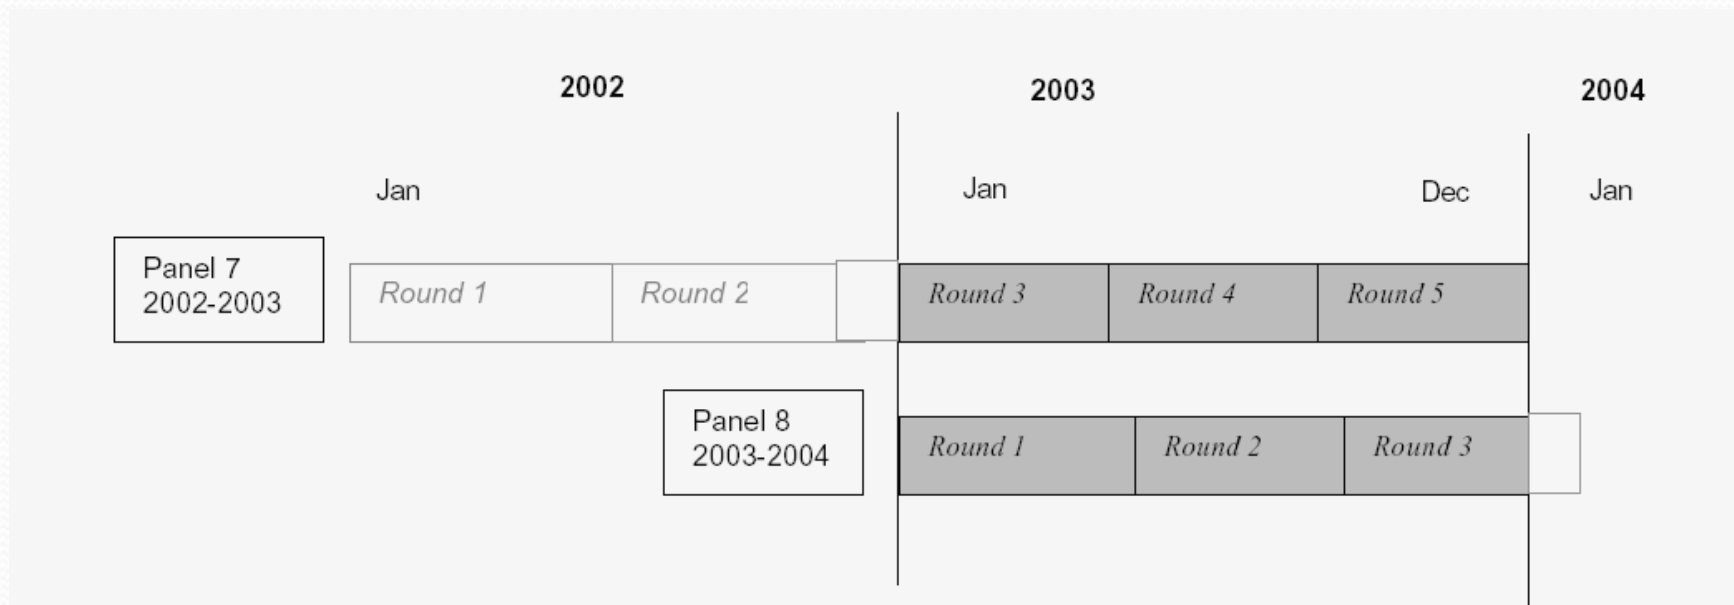 2002
2003
2004
Jan
Jan
Dec
Jan
Panel 7
2002-2003
Round 1
Round 2
Round 3
Round 4
Round 5
Panel 8
2003-2004
Round 1
Round 2
Round 3